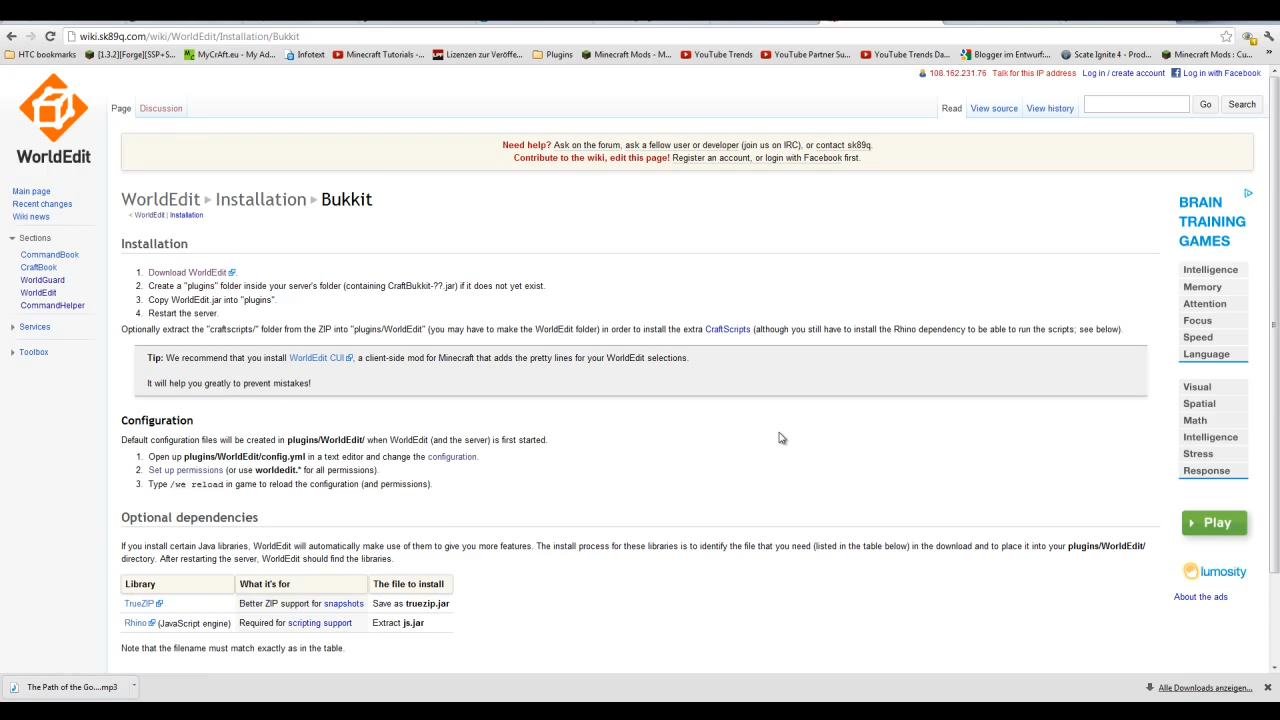 wiki.sk89q.com/wiki/WorldEdit/Installation/Bukkit
HTC bookmarks
[1.3.2][Forge][SSP+S...
MyCrAft.eu - My Ad...
Infotext
Minecraft Tutorials -...
Lizenzen zur Veröffe...
Plugins
Minecraft Mods - M...
YouTube Trends
YouTube Partner Su...
YouTube Trends Da...
Blogger im Entwurf:...
Scate Ignite 4 - Prod...
Minecraft Mods : Cu...
»
108.162.231.76 Talk for this IP address Log in / create account Log in with Facebook
Page Discussion Read View source View history Go Search
WorldEdit
Need help? Ask on the forum, ask a fellow user or developer (join us on IRC), or contact sk89q.
Contribute to the wiki, edit this page! Register an account, or login with Facebook first.
Main page
Recent changes
Wiki news
Sections
CommandBook
CraftBook
WorldGuard
WorldEdit
CommandHelper
Services
Toolbox
WorldEdit ▸ Installation ▸ Bukkit
< WorldEdit | Installation
Installation
1. Download WorldEdit.
2. Create a "plugins" folder inside your server's folder (containing CraftBukkit-??.jar) if it does not yet exist.
3. Copy WorldEdit.jar into "plugins".
4. Restart the server.
Optionally extract the "craftscripts/" folder from the ZIP into "plugins/WorldEdit" (you may have to make the WorldEdit folder) in order to install the extra CraftScripts (although you still have to install the Rhino dependency to be able to run the scripts; see below).
Tip: We recommend that you install WorldEdit CUI, a client-side mod for Minecraft that adds the pretty lines for your WorldEdit selections.
It will help you greatly to prevent mistakes!
Configuration
Default configuration files will be created in plugins/WorldEdit/ when WorldEdit (and the server) is first started.
1. Open up plugins/WorldEdit/config.yml in a text editor and change the configuration.
2. Set up permissions (or use worldedit.* for all permissions).
3. Type /we reload in game to reload the configuration (and permissions).
Optional dependencies
If you install certain Java libraries, WorldEdit will automatically make use of them to give you more features. The install process for these libraries is to identify the file that you need (listed in the table below) in the download and to place it into your plugins/WorldEdit/
directory. After restarting the server, WorldEdit should find the libraries.
Library What it's for The file to install
TrueZIP Better ZIP support for snapshots Save as truezip.jar
Rhino (JavaScript engine) Required for scripting support Extract js.jar
Note that the filename must match exactly as in the table.
BRAIN
TRAINING
GAMES
Intelligence
Memory
Attention
Focus
Speed
Language
Visual
Spatial
Math
Intelligence
Stress
Response
Play
lumosity
About the ads
The Path of the Go....mp3
Alle Downloads anzeigen...